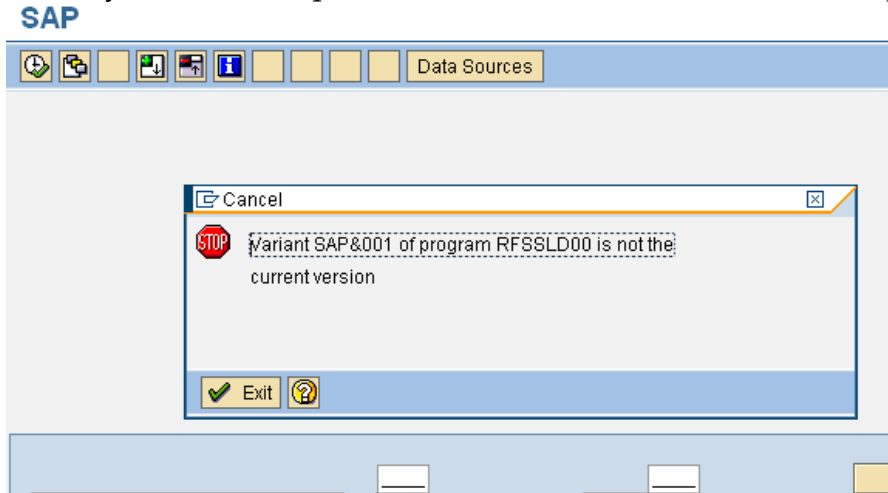 SAP
Data Sources
Cancel
STOP
Variant SAP&001 of program RFSSLD00 is not the
current version
Exit